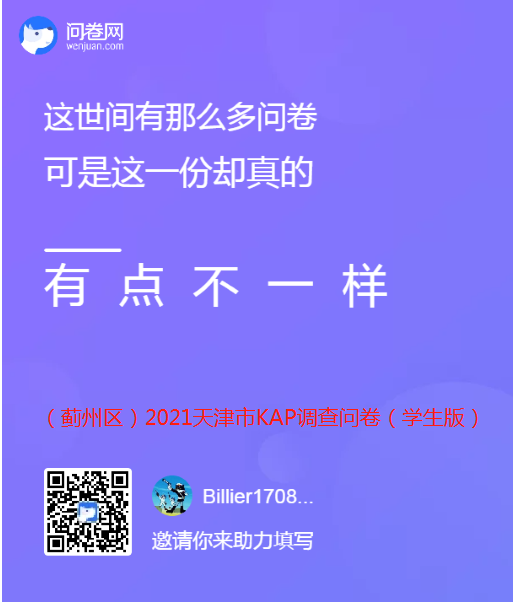 问卷网
wenjuan.com
这世间有那么多问卷
可是这一份却真的
有点不一样
（蓟州区）2021天津市KAP调查问卷（学生版）
Billier1708...
邀请你来助力填写